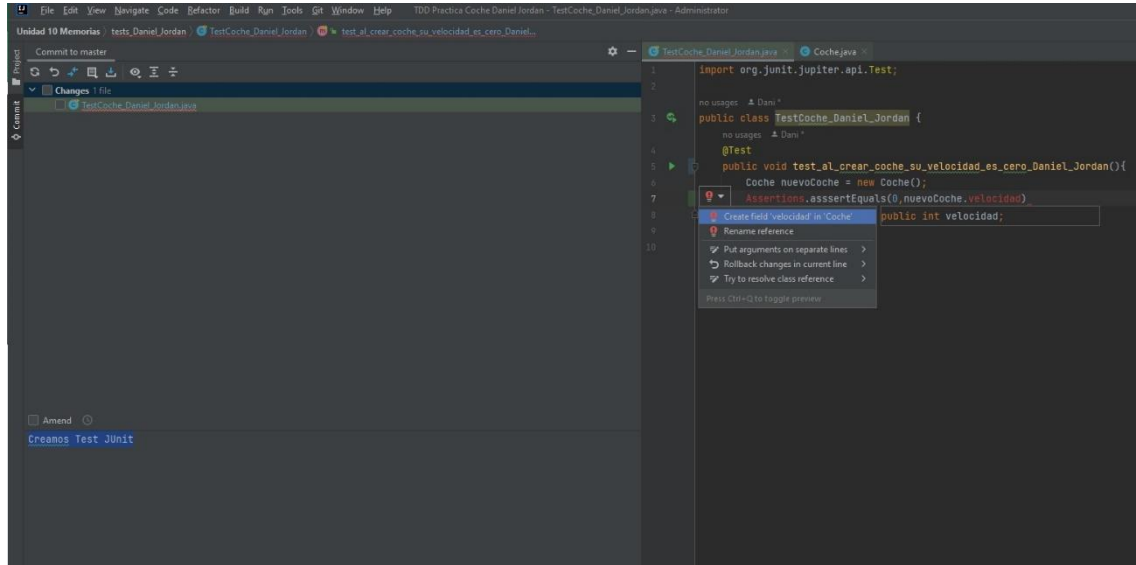 File Edit View Navigate Code Refactor Build Run Tools Git Window Help TDD Practica Coche Daniel Jordan - TestCoche_Daniel_Jordan.java - Administrator
Unidad 10 Memorias tests_Daniel_Jordan TestCoche_Daniel_Jordan test_al_crear_coche_su_velocidad_es_cero_Daniel...
Project
Commit
Commit to master
Changes 1 file
TestCoche_Daniel_Jordan.java
Amend
Creamos Test JUnit
TestCoche_Daniel_Jordan.java Coche.java
1 import org.junit.jupiter.api.Test;
2
no usages Dani *
3 public class TestCoche_Daniel_Jordan {
no usages Dani *
4 @Test
5 public void test_al_crear_coche_su_velocidad_es_cero_Daniel_Jordan(){
6 Coche nuevoCoche = new Coche();
7 Assertions.asssertEquals(0,nuevoCoche.velocidad)
8
9
10
Create field 'velocidad' in 'Coche'
Rename reference
Put arguments on separate lines
Rollback changes in current line
Try to resolve class reference
Press Ctrl+Q to toggle preview
public int velocidad;